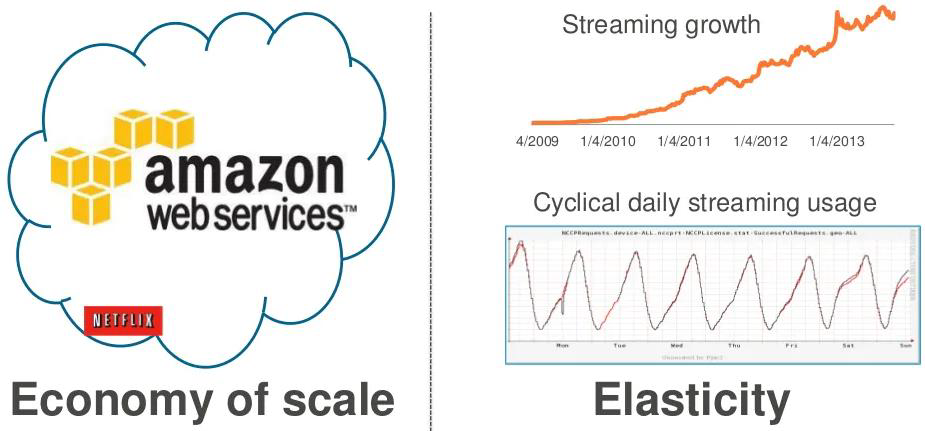 amazon
web services™
NETFLIX
Economy of scale
Streaming growth
4/2009 1/4/2010 1/4/2011 1/4/2012 1/4/2013
Cyclical daily streaming usage
NCCPRequests.device-ALL.nccprt-NCCPLicense.stat-SuccessfulRequests.geo-ALL
Mon Tue Wed Thu Fri Sat Sun
Elasticity